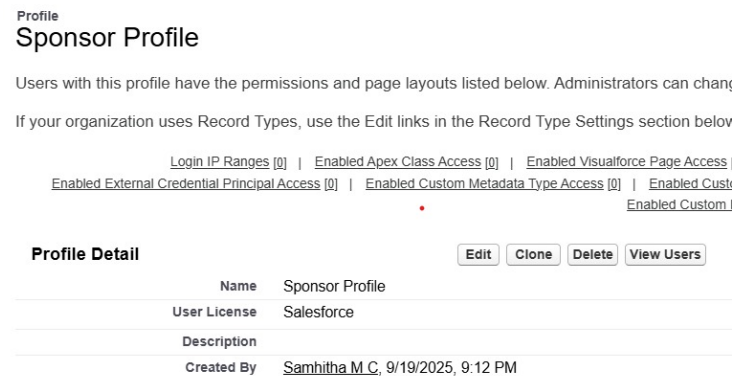 Profile
Sponsor Profile
Users with this profile have the permissions and page layouts listed below. Administrators can chang
If your organization uses Record Types, use the Edit links in the Record Type Settings section below
Login IP Ranges [0] | Enabled Apex Class Access [0] | Enabled Visualforce Page Access [
Enabled External Credential Principal Access [0] | Enabled Custom Metadata Type Access [0] | Enabled Custo
Enabled Custom
Profile Detail Edit Clone Delete View Users
Name Sponsor Profile
User License Salesforce
Description
Created By Samhitha M C, 9/19/2025, 9:12 PM